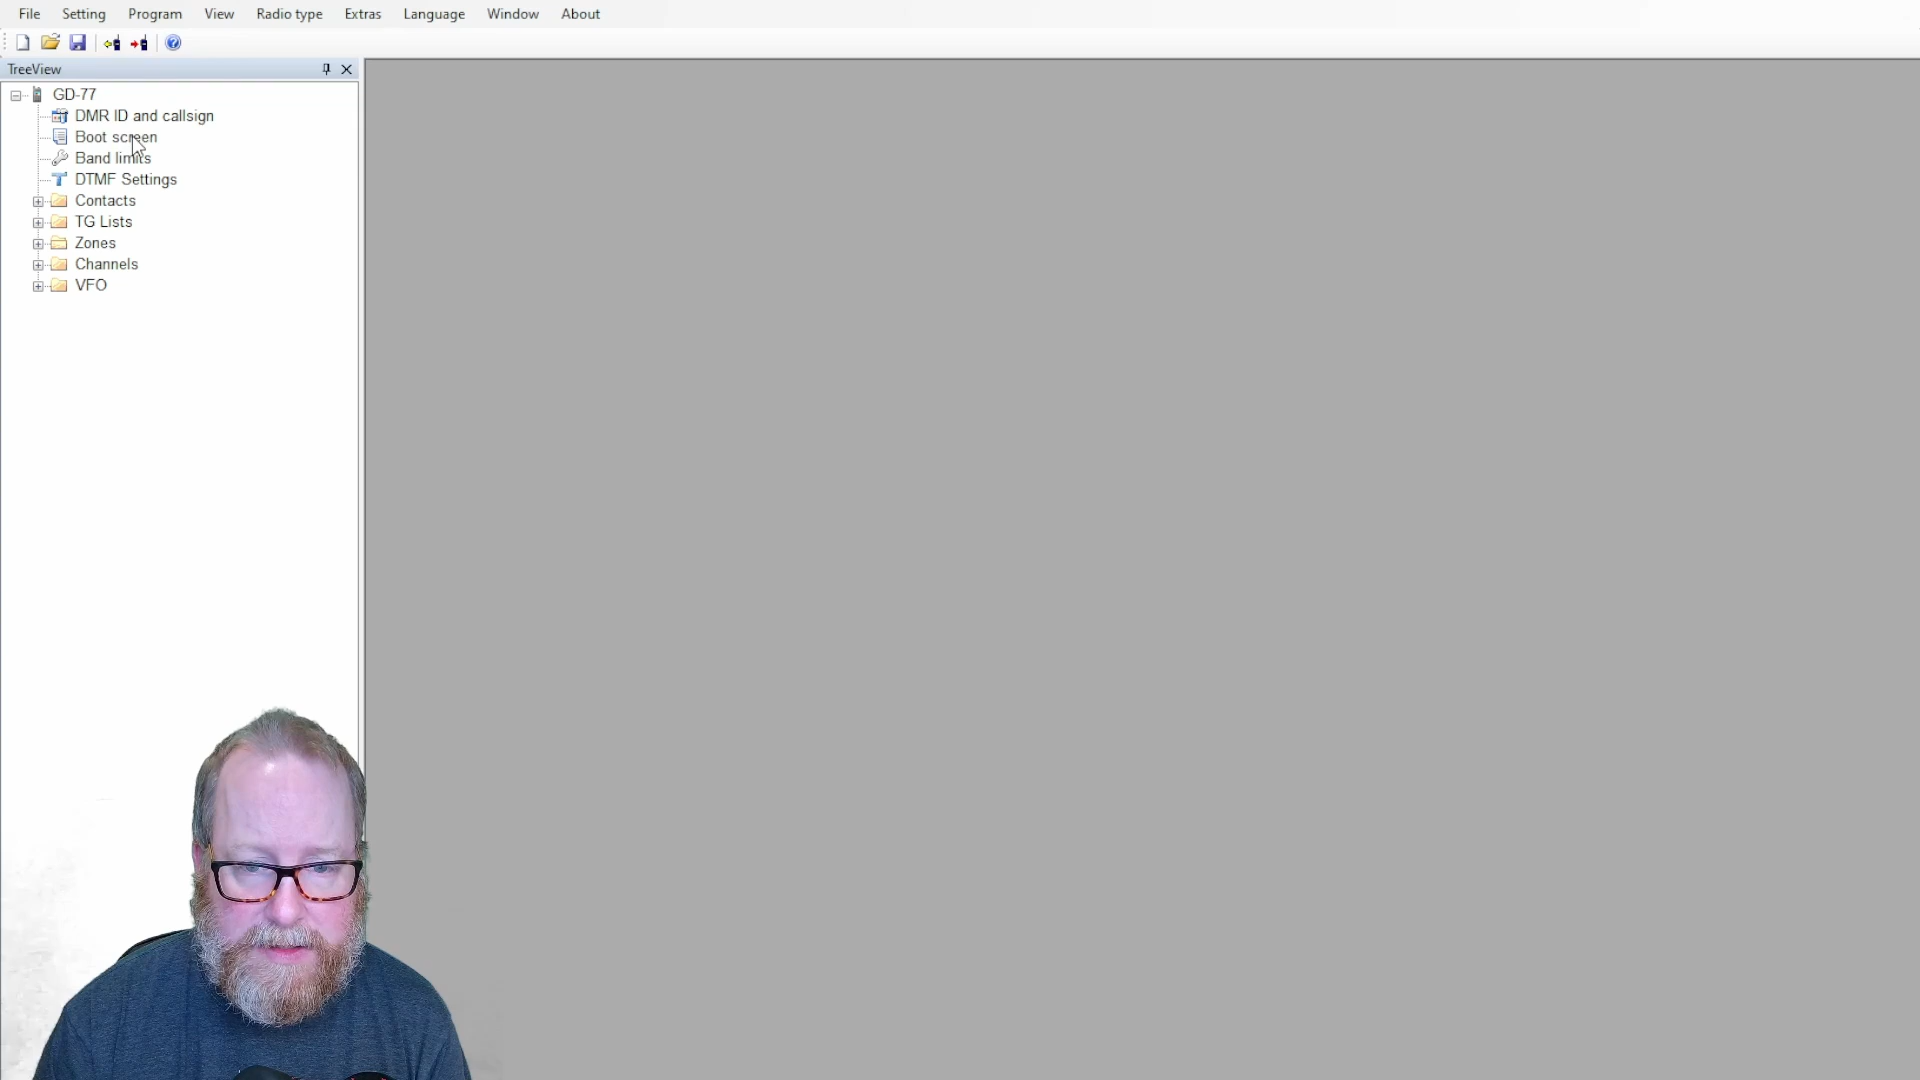 File Setting Program View Radio type Extras Language Window About
TreeView
GD-77
DMR ID and callsign
Boot screen
Band limits
DTMF Settings
Contacts
TG Lists
Zones
Channels
VFO